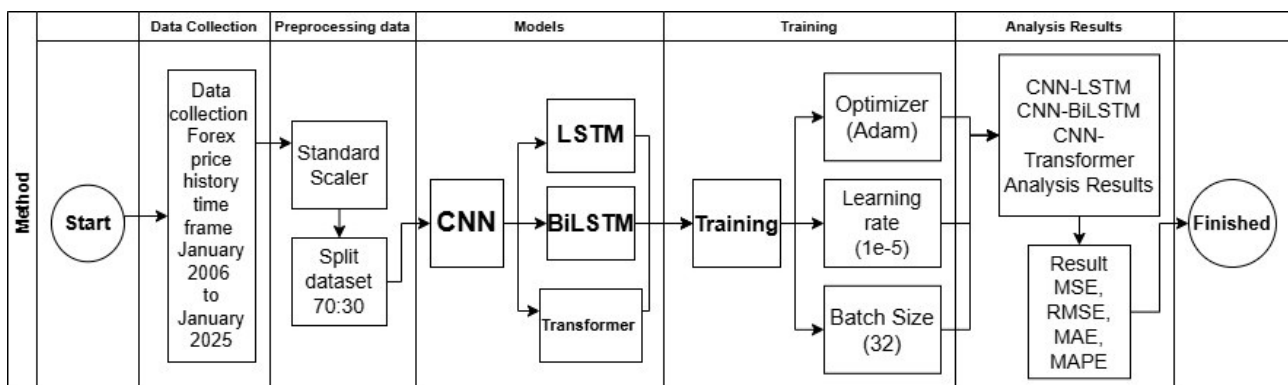 Data Collection
Preprocessing data
Models
Training
Analysis Results
Method
Start
Data
collection
Forex
price
history
time
frame
January
2006
to
January
2025
Standard
Scaler
Split
dataset
70:30
CNN
LSTM
BiLSTM
Transformer
Training
Optimizer
(Adam)
Learning
rate
(1e-5)
Batch Size
(32)
CNN-LSTM
CNN-BiLSTM
CNN-
Transformer
Analysis Results
Result
MSE,
RMSE,
MAE,
MAPE
Finished